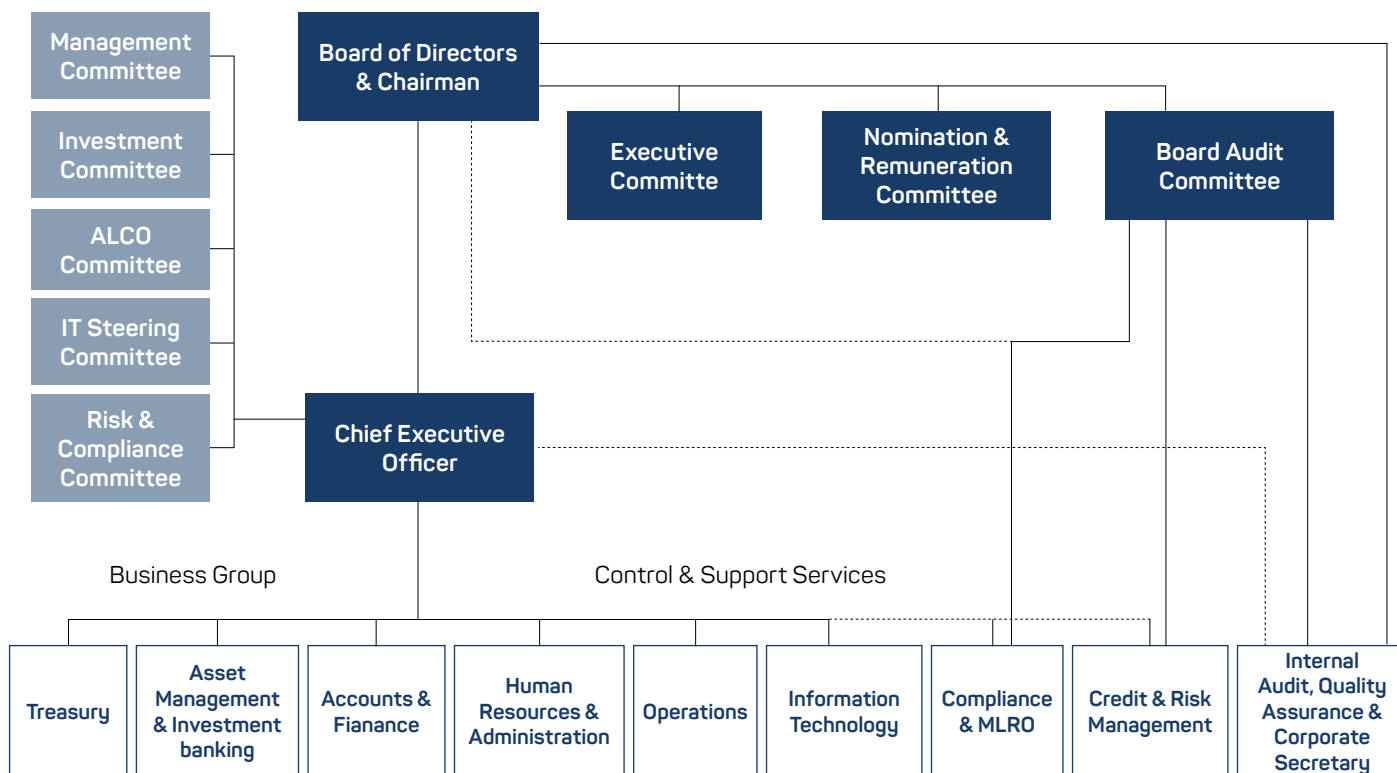 Management
Committee
Investment
Committee
ALCO
Committee
IT Steering
Committee
Risk &
Compliance
Committee
Board of Directors
& Chairman
Executive
Committe
Nomination &
Remuneration
Committee
Board Audit
Committee
Chief Executive
Officer
Business Group
Control & Support Services
Treasury
Asset
Management
& Investment
banking
Accounts &
Fianance
Human
Resources &
Administration
Operations
Information
Technology
Compliance
& MLRO
Credit & Risk
Management
Internal
Audit, Quality
Assurance &
Corporate
Secretary